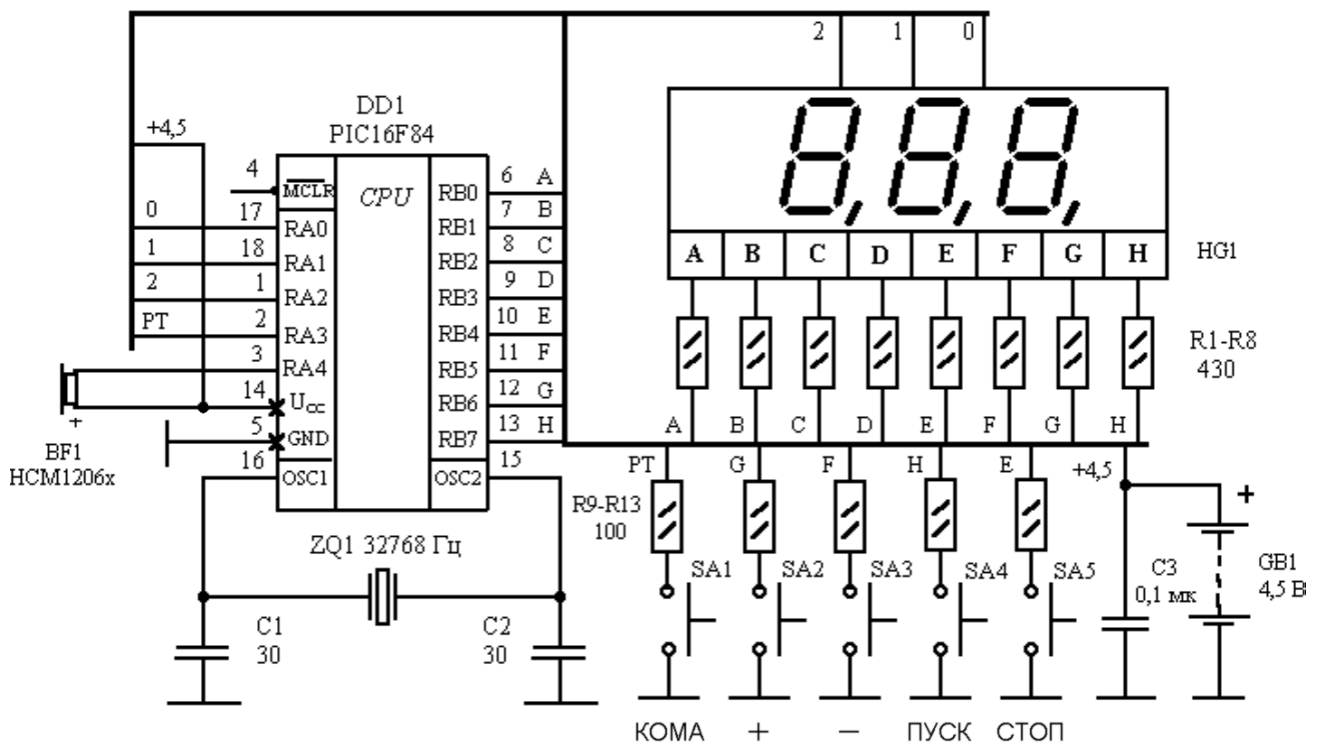 2 1 0
DD1
PIC16F84
+4,5
4 MCLR CPU RB0 6 A
0 17 RA0 RB1 7 B
1 18 RA1 RB2 8 C
2 1 RA2 RB3 9 D
PT 2 RA3 RB4 10 E
3 RA4 RB5 11 F
14 Ucc RB6 12 G
5 GND RB7 13 H
16 OSC1 OSC2 15
+
BF1
HCM1206x
8,8,8,
A B C D E F G H
HG1
R1-R8
430
A B C D E F G H
PT G F H E +4,5
R9-R13
100
ZQ1 32768 Гц
C1
30
C2
30
SA1 SA2 SA3 SA4 SA5
C3
0,1 мк
+
GB1
4,5 В
КОМА + − ПУСК СТОП